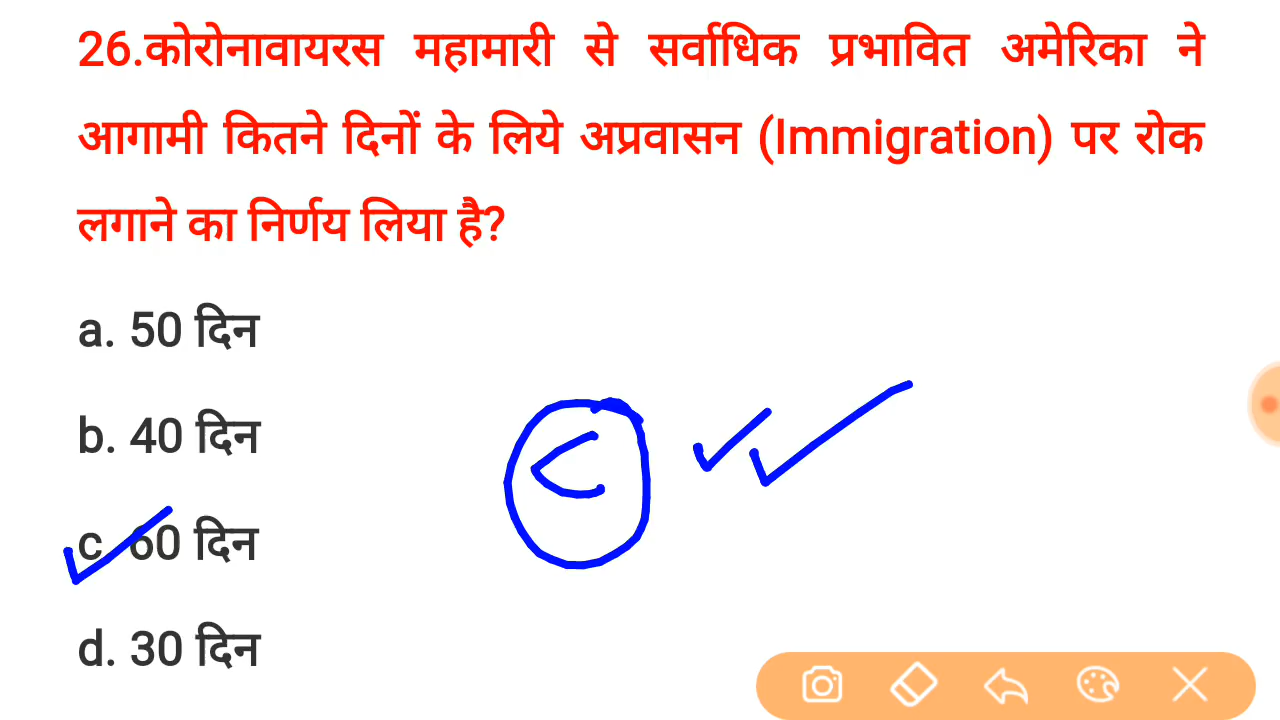 26.कोरोनावायरस महामारी से सर्वाधिक प्रभावित अमेरिका ने
आगामी कितने दिनों के लिये अप्रवासन (Immigration) पर रोक
लगाने का निर्णय लिया है?
a. 50 दिन
b. 40 दिन
C
c. 60 दिन
d. 30 दिन